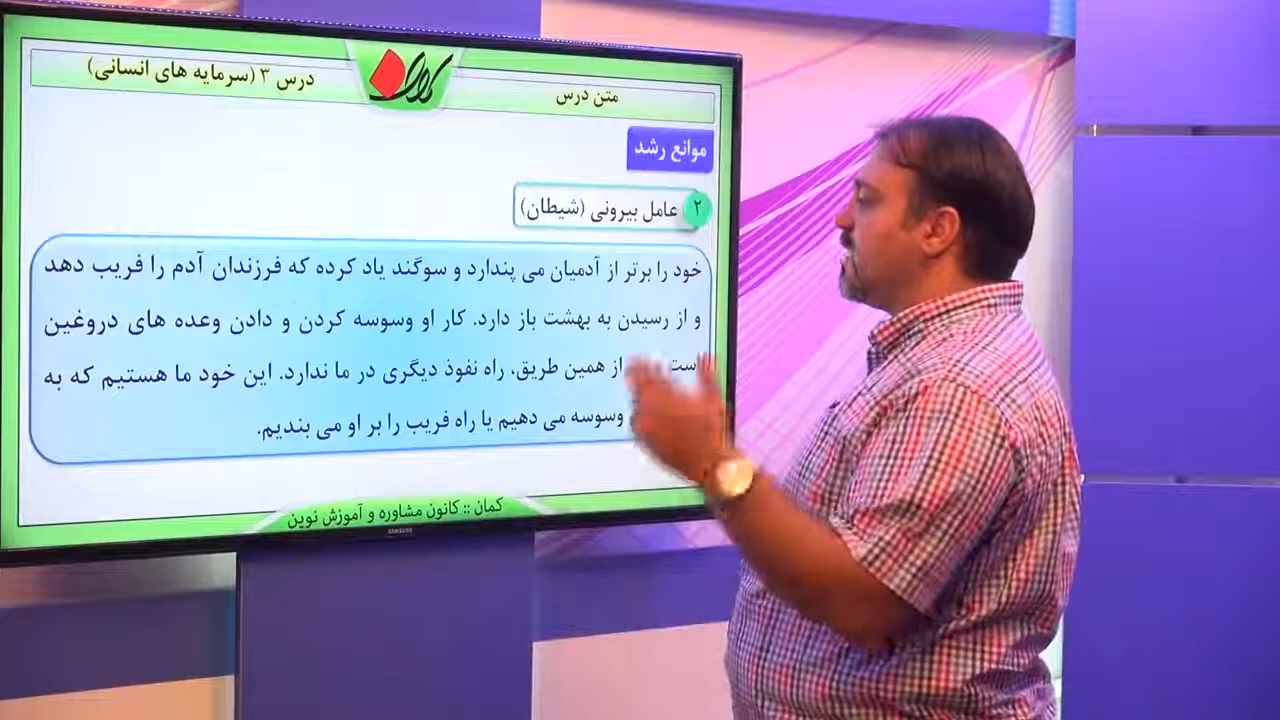 متن درس
درس ۳ (سرمایه های انسانی)
کمان
موانع رشد
۲ عامل بیرونی (شیطان)
خود را برتر از آدمیان می پندارد و سوگند یاد کرده که فرزندان آدم را فریب دهد
و از رسیدن به بهشت باز دارد. کار او وسوسه کردن و دادن وعده های دروغین
است از همین طریق، راه نفوذ دیگری در ما ندارد. این خود ما هستیم که به
وسوسه می دهیم یا راه فریب را بر او می بندیم.
کمان :: کانون مشاوره و آموزش نوین
SAMSUNG